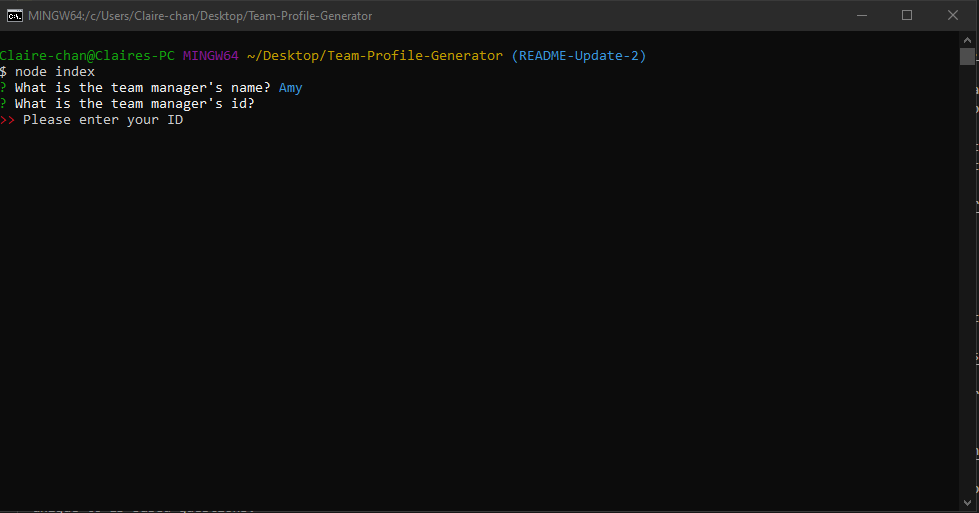 MINGW64:/c/Users/Claire-chan/Desktop/Team-Profile-Generator
Claire-chan@Claires-PC MINGW64 ~/Desktop/Team-Profile-Generator (README-Update-2)
$ node index
? What is the team manager's name? Amy
? What is the team manager's id?
>> Please enter your ID